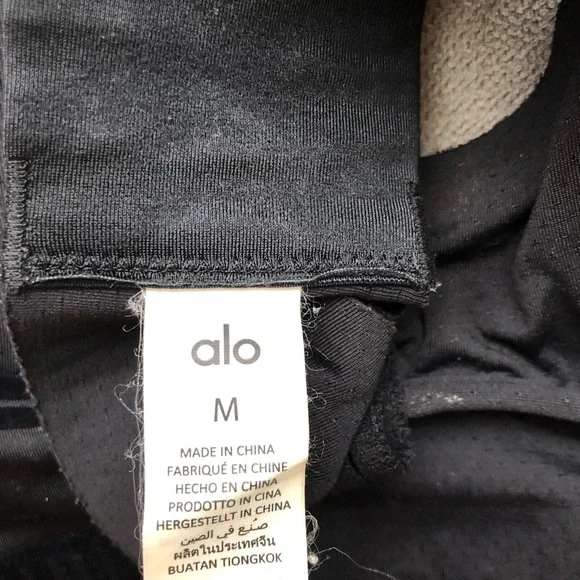 alo
M
MADE IN CHINA
FABRIQUÉ EN CHINE
HECHO EN CHINA
PRODOTTO IN CINA
HERGESTELLT IN CHINA
صنع في الصين
ผลิตในประเทศจีน
BUATAN TIONGKOK